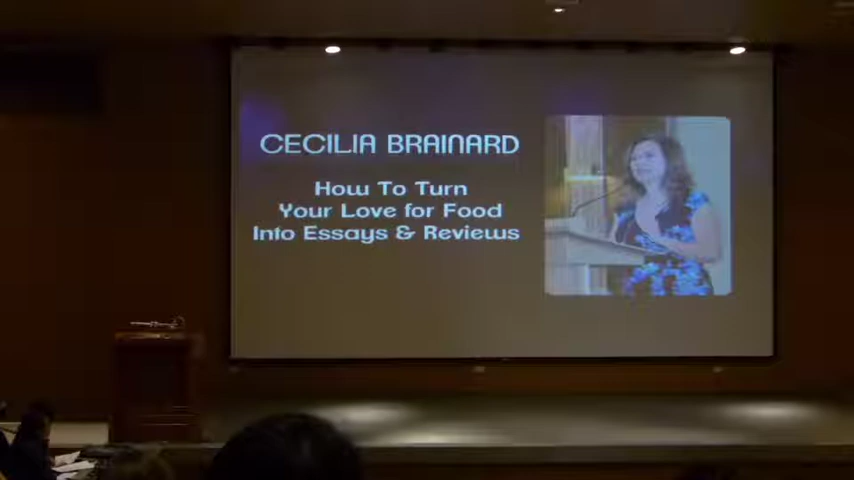 CECILIA BRAINARD
How To Turn
Your Love for Food
Into Essays & Reviews